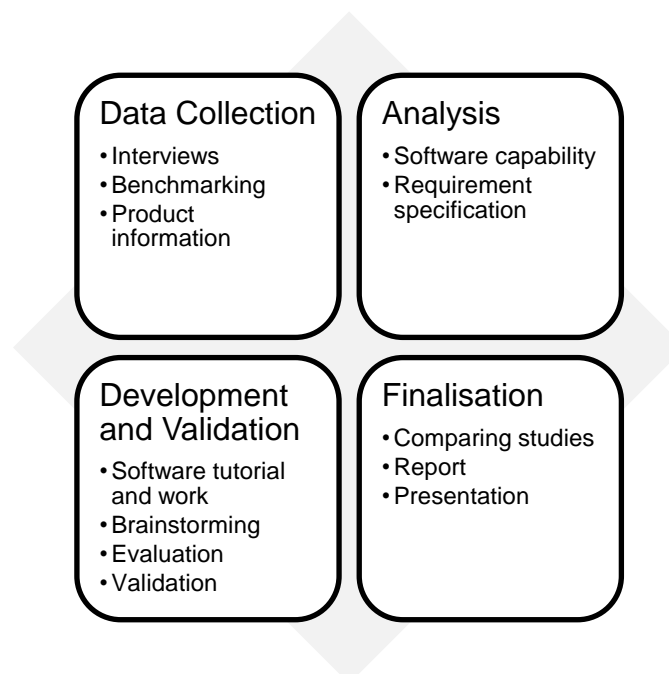 Data Collection
• Interviews
• Benchmarking
• Product
information
Analysis
• Software capability
• Requirement
specification
Development
and Validation
• Software tutorial
and work
• Brainstorming
• Evaluation
• Validation
Finalisation
• Comparing studies
• Report
• Presentation